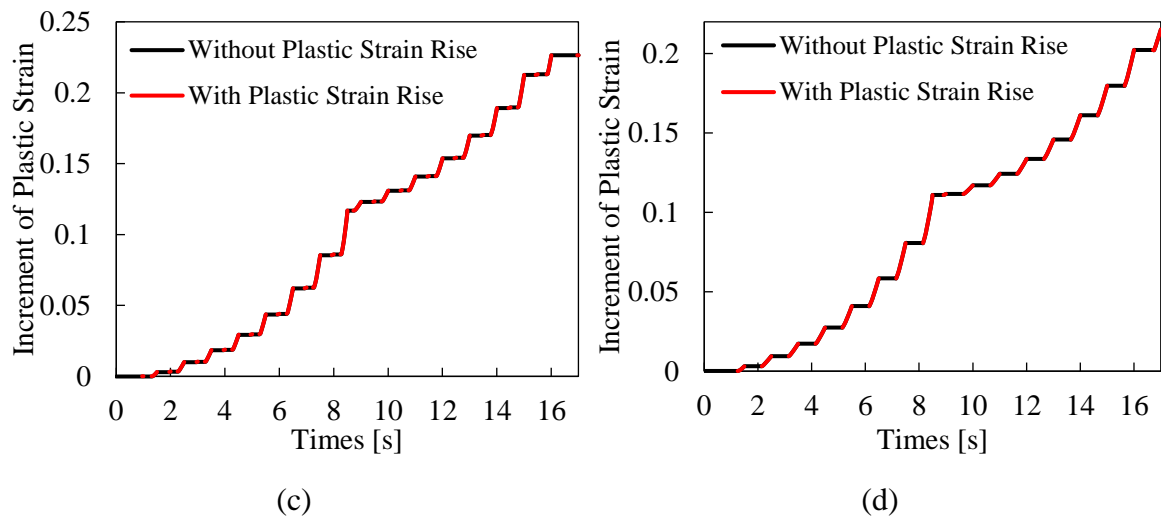 0.25
0.2
0.15
0.1
0.05
0
Increment of Plastic Strain
Without Plastic Strain Rise
With Plastic Strain Rise
0 2 4 6 8 10 12 14 16
Times [s]
(c)
0.2
0.15
0.1
0.05
0
Increment of Plastic Strain
Without Plastic Strain Rise
With Plastic Strain Rise
0 2 4 6 8 10 12 14 16
Times [s]
(d)